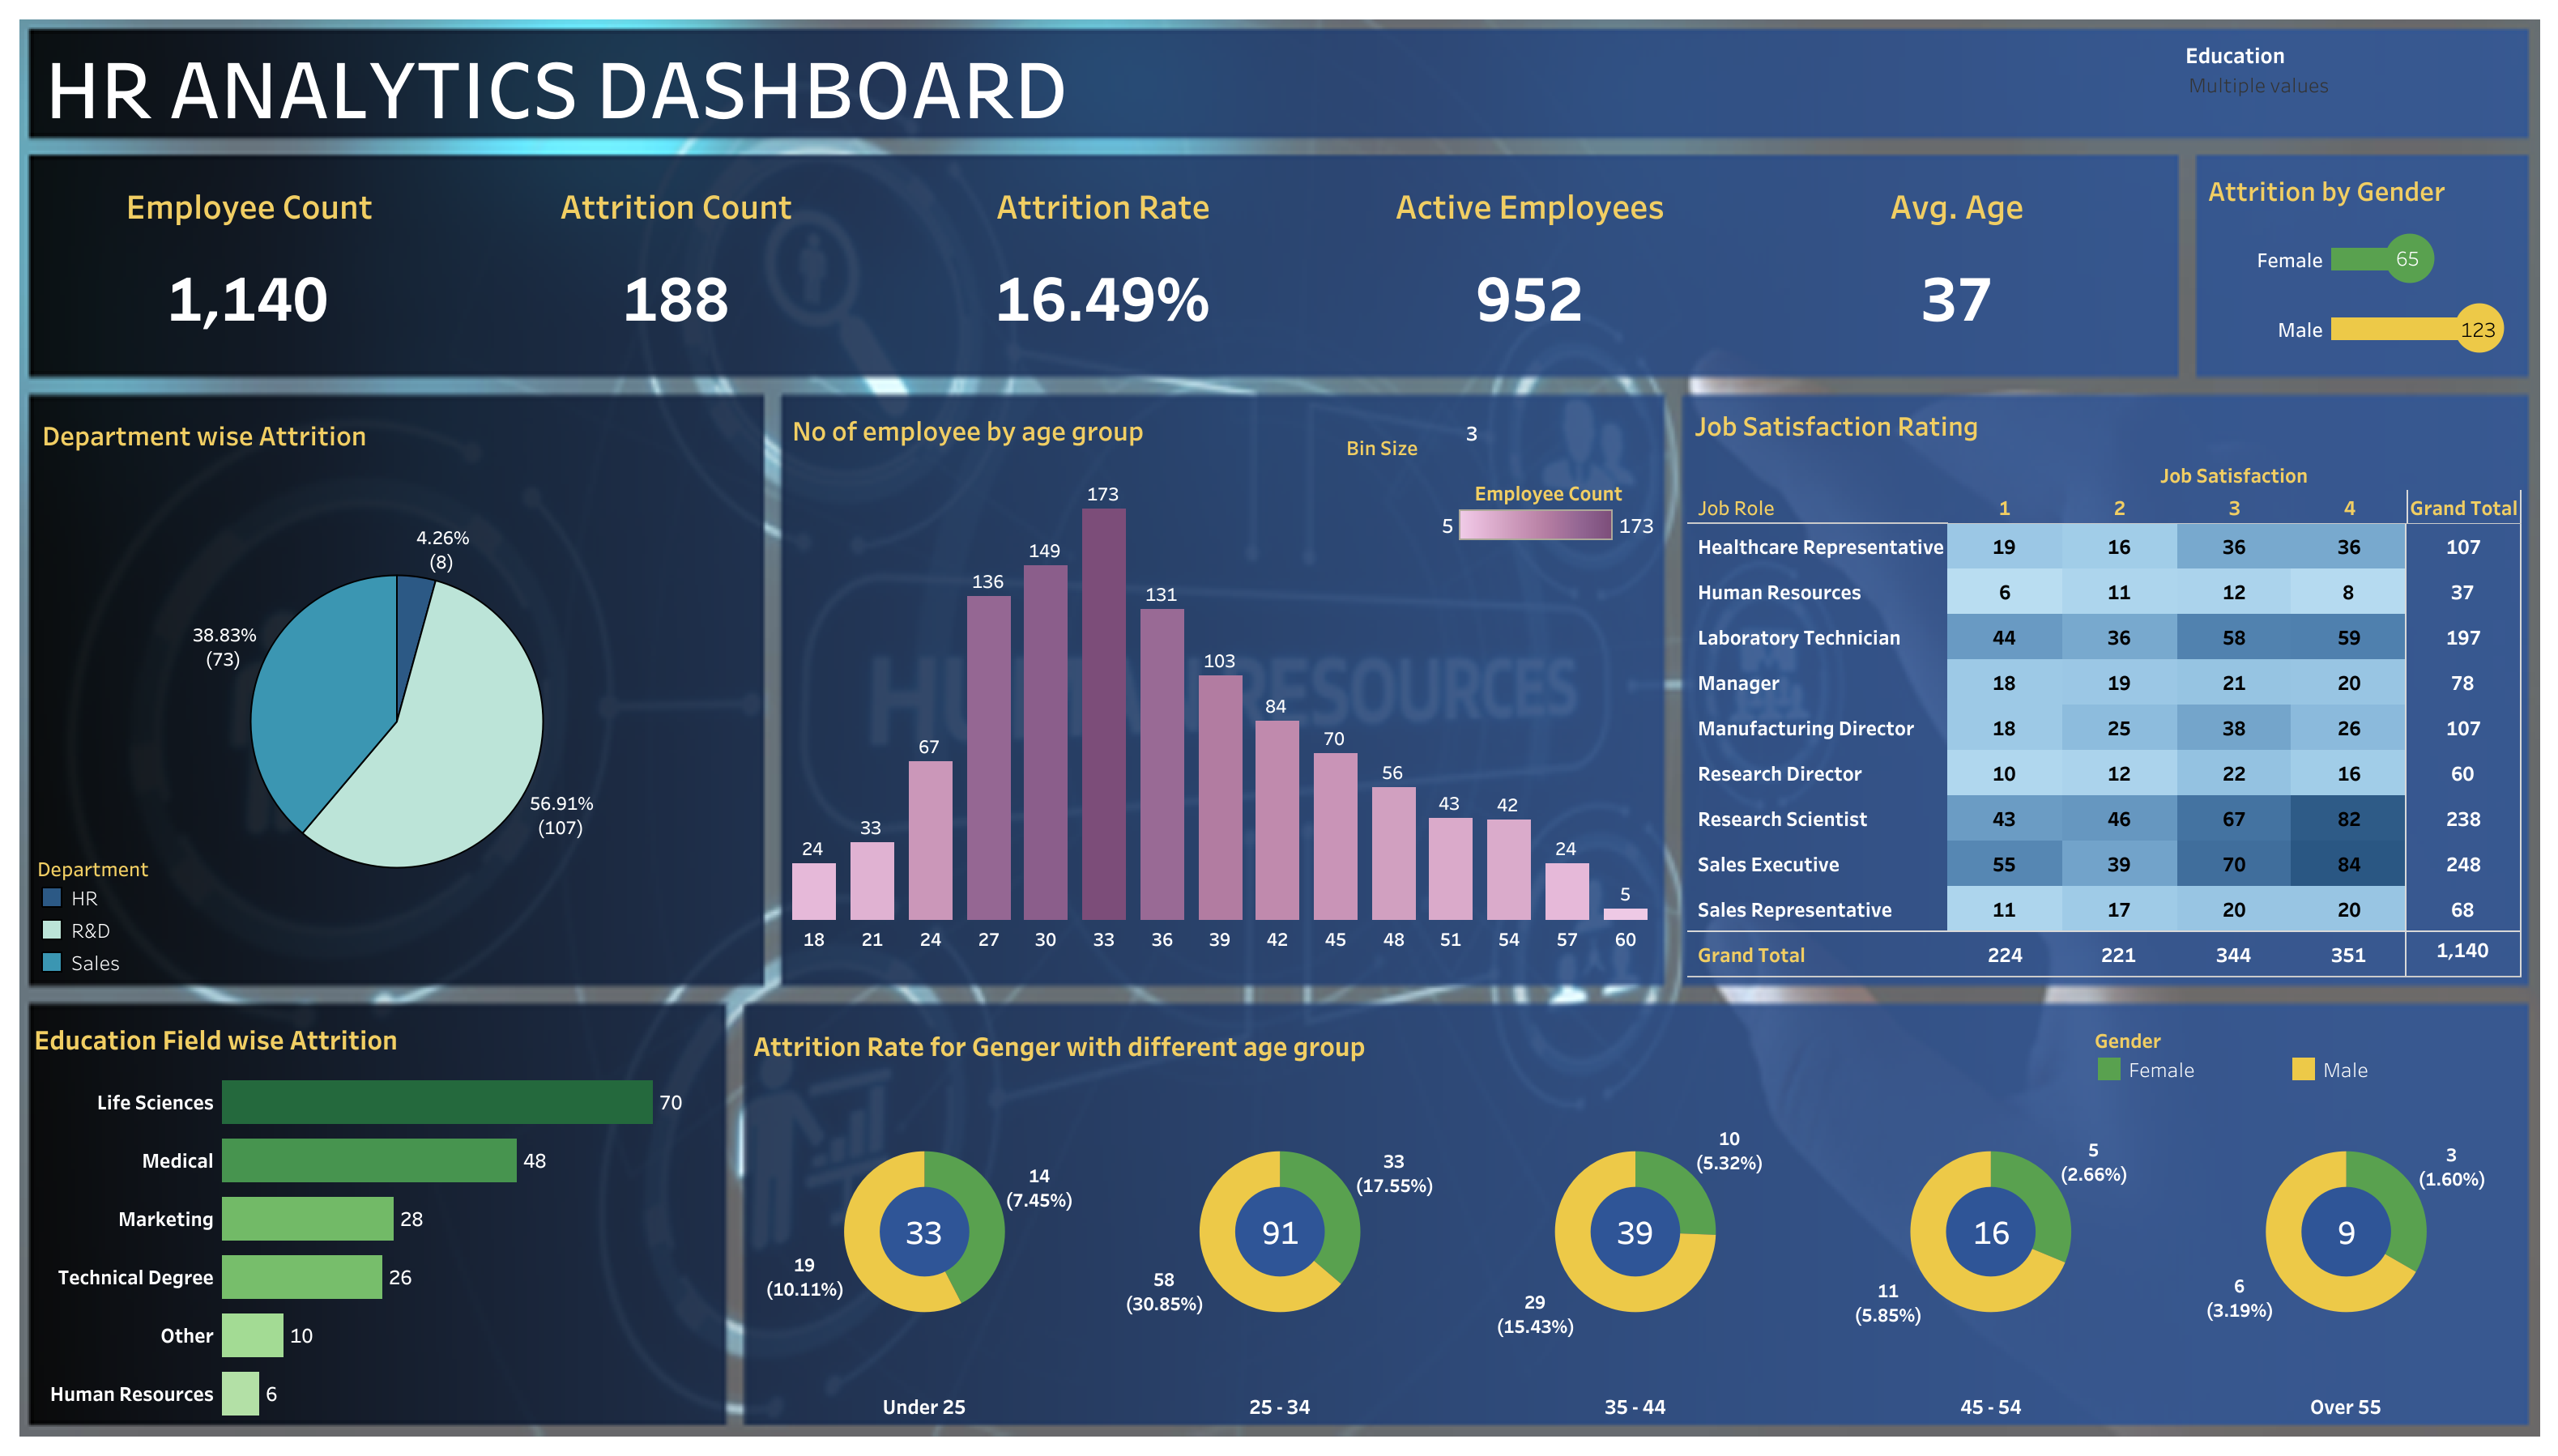 HR ANALYTICS DASHBOARD
Education
Multiple values
Employee Count
1,140
Attrition Count
188
Attrition Rate
16.49%
Active Employees
952
Avg. Age
37
Attrition by Gender
Female 65
Male 123
Department wise Attrition
4.26%
(8)
38.83%
(73)
56.91%
(107)
Department
HR
R&D
Sales
No of employee by age group
Bin Size 3
Employee Count
5 173
24 33 67 136 149 173 131 103 84 70 56 43 42 24 5
18 21 24 27 30 33 36 39 42 45 48 51 54 57 60
HUMAN RESOURCES
Job Satisfaction Rating
Job Satisfaction
Job Role 1 2 3 4 Grand Total
Healthcare Representative 19 16 36 36 107
Human Resources 6 11 12 8 37
Laboratory Technician 44 36 58 59 197
Manager 18 19 21 20 78
Manufacturing Director 18 25 38 26 107
Research Director 10 12 22 16 60
Research Scientist 43 46 67 82 238
Sales Executive 55 39 70 84 248
Sales Representative 11 17 20 20 68
Grand Total 224 221 344 351 1,140
Education Field wise Attrition
Life Sciences 70
Medical 48
Marketing 28
Technical Degree 26
Other 10
Human Resources 6
Attrition Rate for Genger with different age group
Gender
Female Male
14
(7.45%)
33
19
(10.11%)
Under 25
33
(17.55%)
91
58
(30.85%)
25 - 34
10
(5.32%)
39
29
(15.43%)
35 - 44
5
(2.66%)
16
11
(5.85%)
45 - 54
3
(1.60%)
9
6
(3.19%)
Over 55